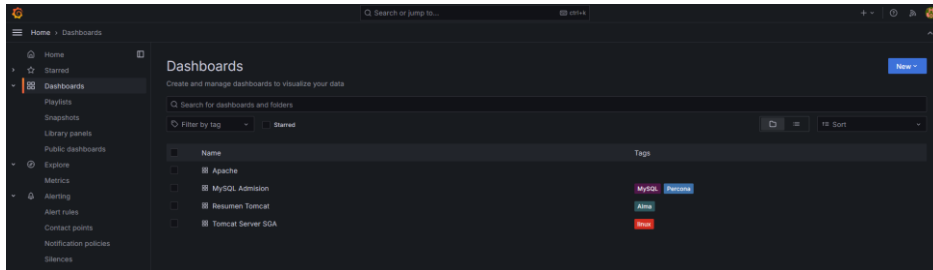 Search or jump to...
ctrl+k
Home > Dashboards
Home
Starred
Dashboards
Playlists
Snapshots
Library panels
Public dashboards
Explore
Metrics
Alerting
Alert rules
Contact points
Notification policies
Silences
Dashboards
New
Create and manage dashboards to visualize your data
Search for dashboards and folders
Filter by tag
Starred
Sort
Name Tags
Apache
MySQL Admision MySQL Percona
Resumen Tomcat Alma
Tomcat Server SGA linux